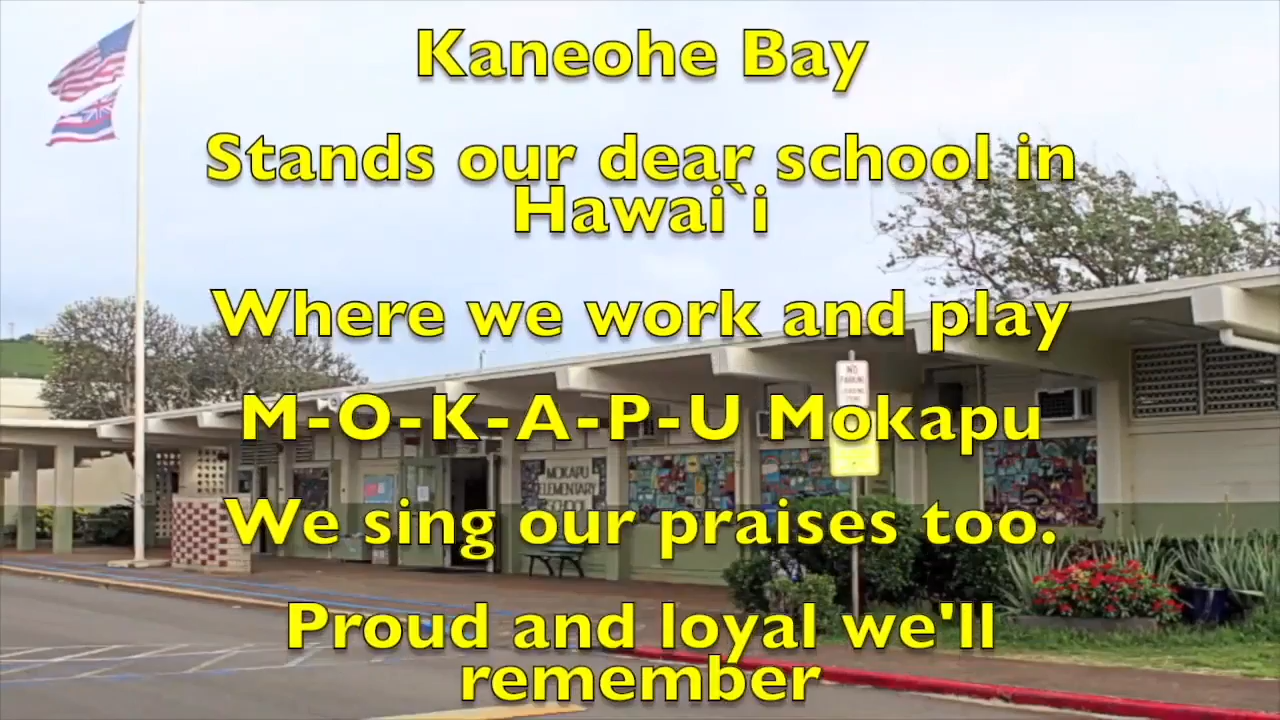 Kaneohe Bay
Stands our dear school in
Hawai`i
Where we work and play
M-O-K-A-P-U Mokapu
We sing our praises too.
Proud and loyal we'll
remember
NO
PARKING
MOKAPU
ELEMENTARY
SCHOOL